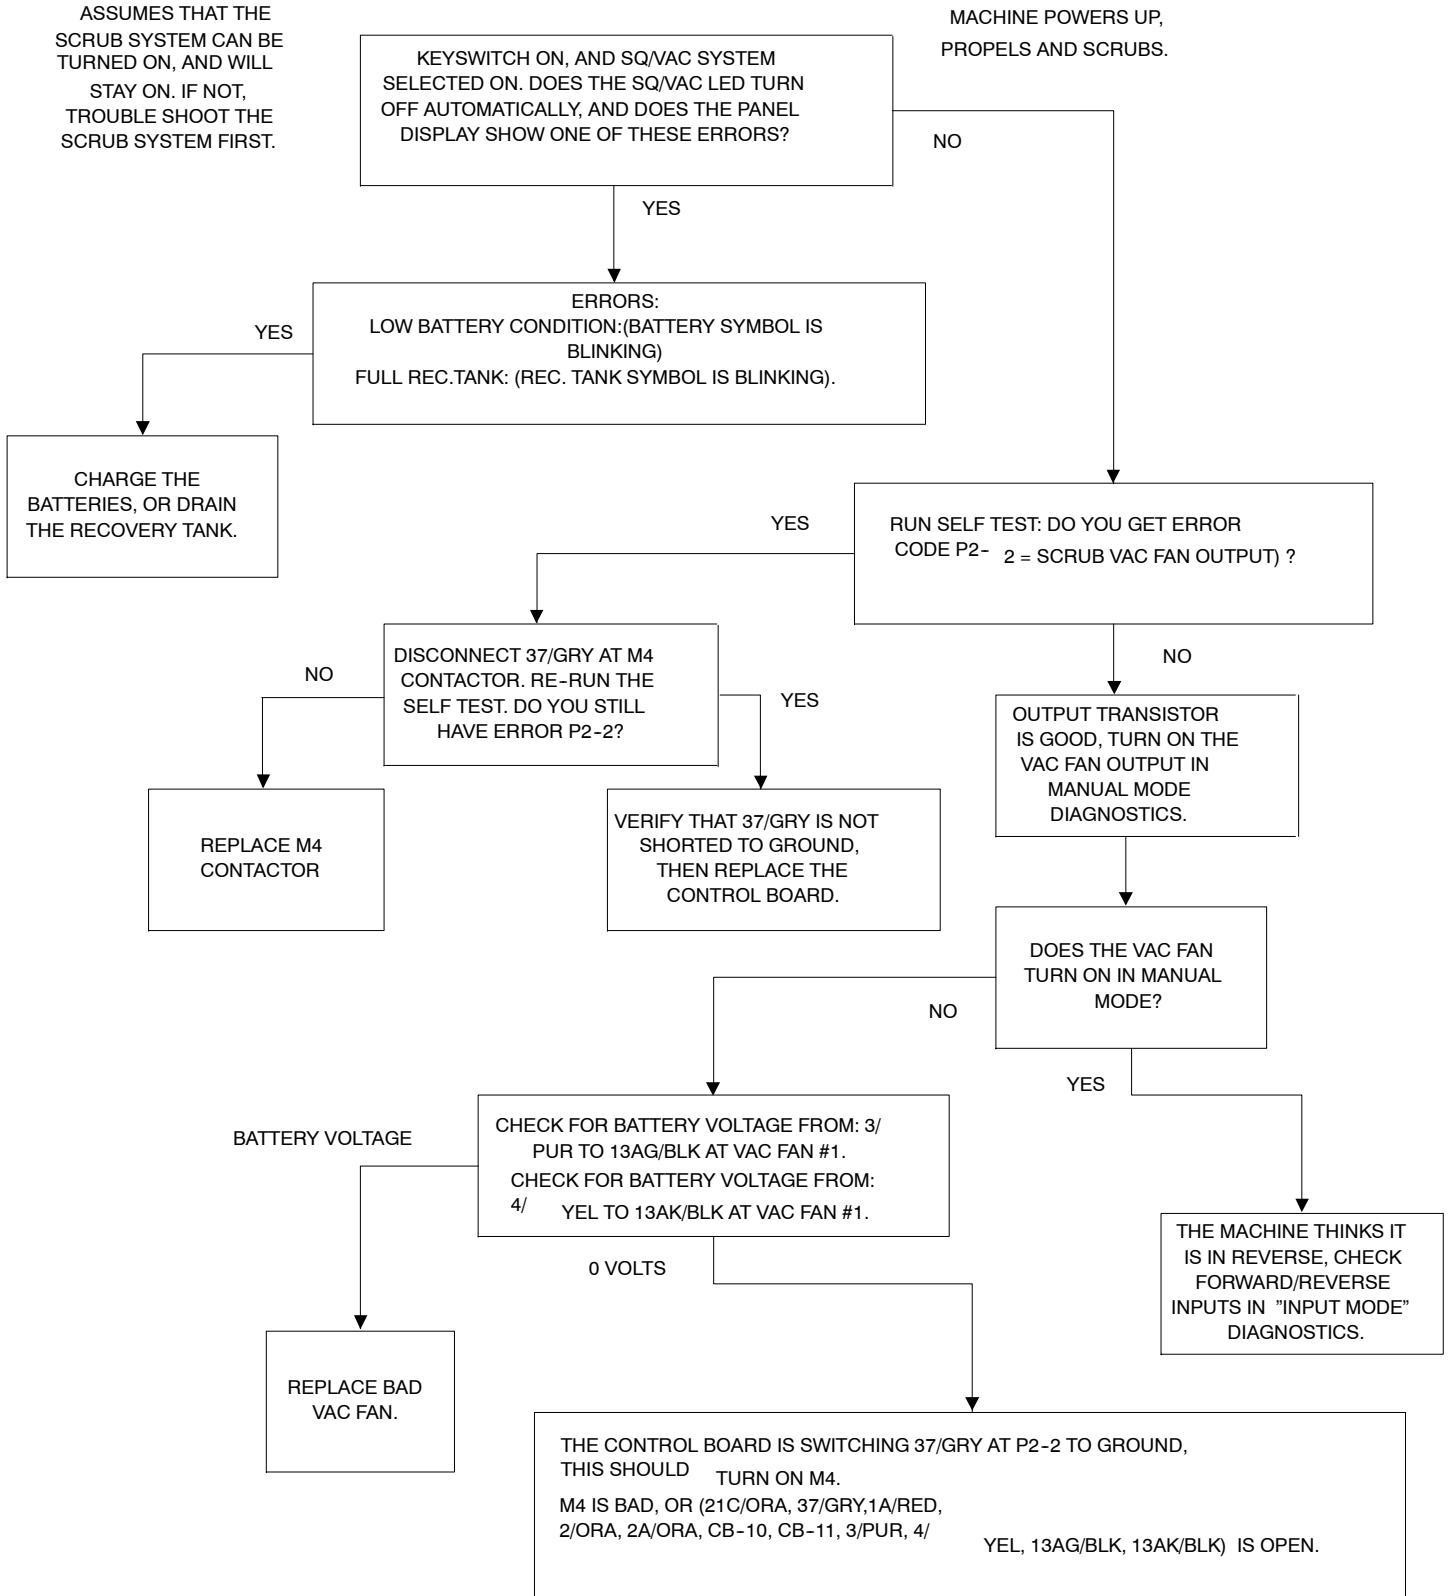 ASSUMES THAT THE
SCRUB SYSTEM CAN BE
TURNED ON, AND WILL
STAY ON. IF NOT,
TROUBLE SHOOT THE
SCRUB SYSTEM FIRST.
MACHINE POWERS UP,
PROPELS AND SCRUBS.
KEYSWITCH ON, AND SQ/VAC SYSTEM
SELECTED ON. DOES THE SQ/VAC LED TURN
OFF AUTOMATICALLY, AND DOES THE PANEL
DISPLAY SHOW ONE OF THESE ERRORS?
NO
YES
ERRORS:
LOW BATTERY CONDITION:(BATTERY SYMBOL IS
BLINKING)
FULL REC.TANK: (REC. TANK SYMBOL IS BLINKING).
YES
CHARGE THE
BATTERIES, OR DRAIN
THE RECOVERY TANK.
RUN SELF TEST: DO YOU GET ERROR
CODE P2-
2 = SCRUB VAC FAN OUTPUT) ?
YES
NO
DISCONNECT 37/GRY AT M4
CONTACTOR. RE-RUN THE
SELF TEST. DO YOU STILL
HAVE ERROR P2-2?
NO
YES
REPLACE M4
CONTACTOR
VERIFY THAT 37/GRY IS NOT
SHORTED TO GROUND,
THEN REPLACE THE
CONTROL BOARD.
OUTPUT TRANSISTOR
IS GOOD, TURN ON THE
VAC FAN OUTPUT IN
MANUAL MODE
DIAGNOSTICS.
DOES THE VAC FAN
TURN ON IN MANUAL
MODE?
NO
YES
CHECK FOR BATTERY VOLTAGE FROM: 3/
PUR TO 13AG/BLK AT VAC FAN #1.
CHECK FOR BATTERY VOLTAGE FROM:
4/
YEL TO 13AK/BLK AT VAC FAN #1.
BATTERY VOLTAGE
0 VOLTS
THE MACHINE THINKS IT
IS IN REVERSE, CHECK
FORWARD/REVERSE
INPUTS IN ”INPUT MODE”
DIAGNOSTICS.
REPLACE BAD
VAC FAN.
THE CONTROL BOARD IS SWITCHING 37/GRY AT P2-2 TO GROUND,
THIS SHOULD
TURN ON M4.
M4 IS BAD, OR (21C/ORA, 37/GRY,1A/RED,
2/ORA, 2A/ORA, CB-10, CB-11, 3/PUR, 4/
YEL, 13AG/BLK, 13AK/BLK) IS OPEN.